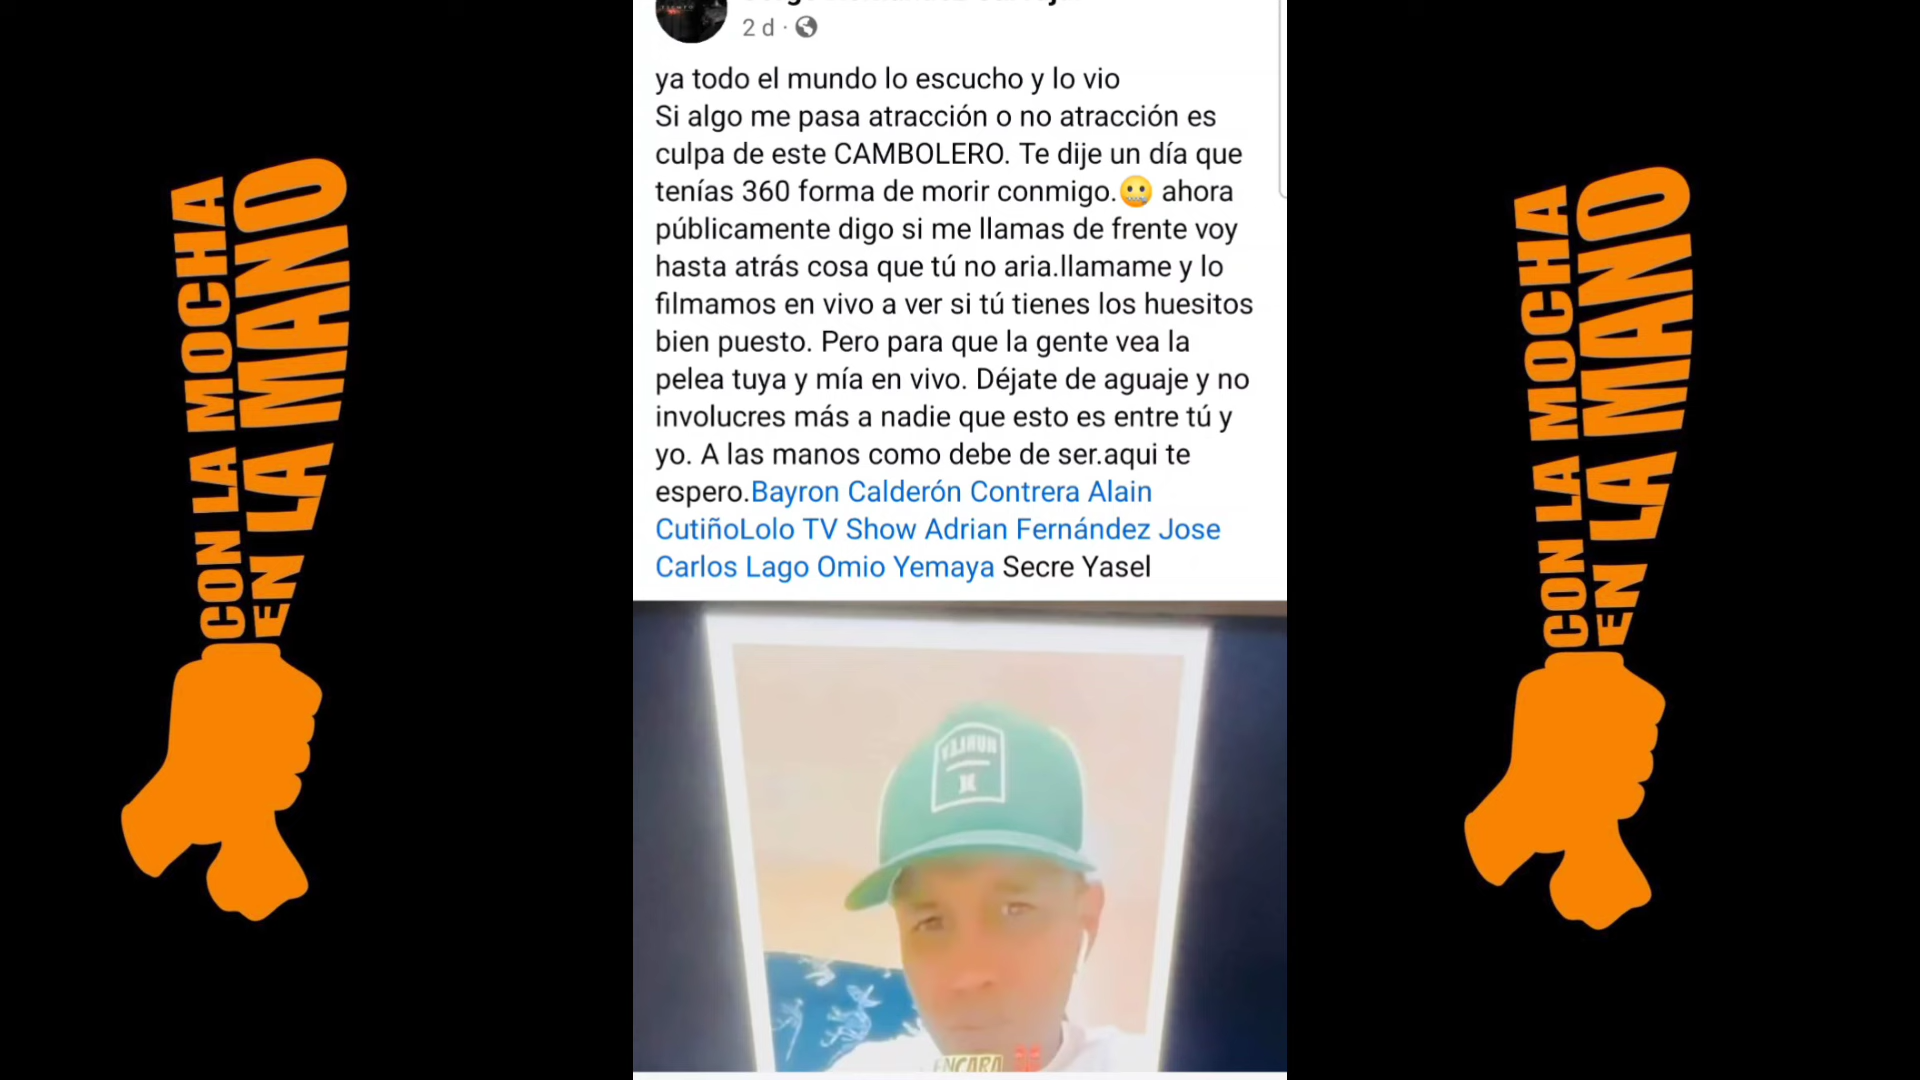 2 d ·
ya todo el mundo lo escucho y lo vio
Si algo me pasa atracción o no atracción es
culpa de este CAMBOLERO. Te dije un día que
tenías 360 forma de morir conmigo.🤐 ahora
públicamente digo si me llamas de frente voy
hasta atrás cosa que tú no aria.llamame y lo
filmamos en vivo a ver si tú tienes los huesitos
bien puesto. Pero para que la gente vea la
pelea tuya y mía en vivo. Déjate de aguaje y no
involucres más a nadie que esto es entre tú y
yo. A las manos como debe de ser.aqui te
espero.Bayron Calderón Contrera Alain
CutiñoLolo TV Show Adrian Fernández Jose
Carlos Lago Omio Yemaya Secre Yasel
HURLEY
ENCARA
CON LA MOCHA
EN LA MANO
CON LA MOCHA
EN LA MANO